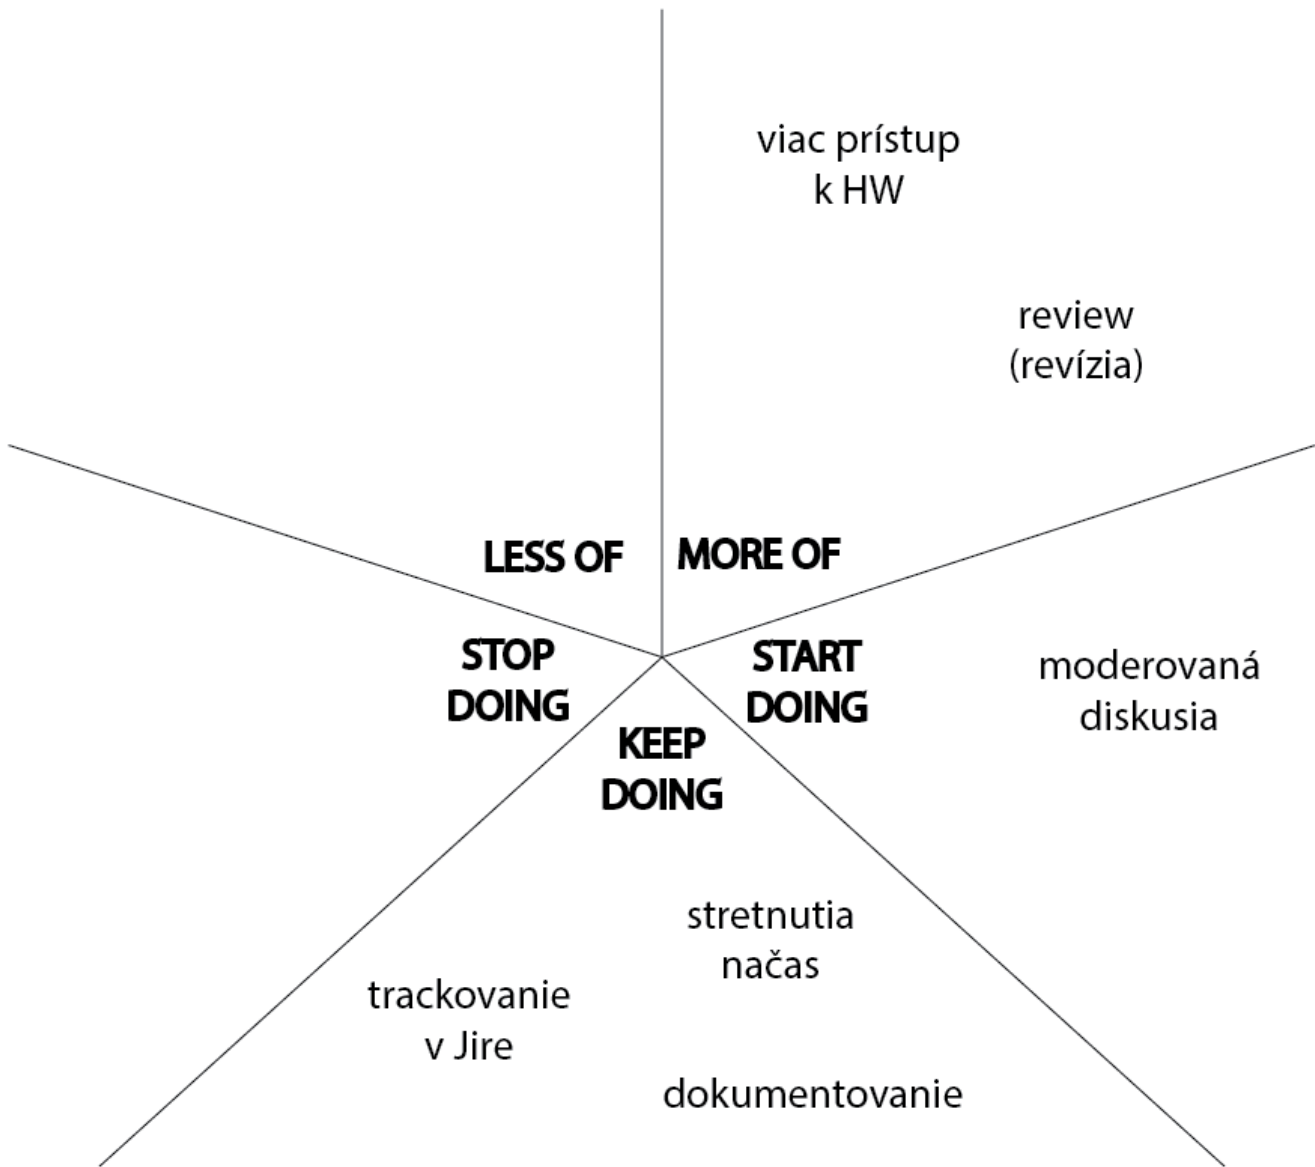 viac prístup
k HW
review
(revízia)
LESS OF
MORE OF
STOP
DOING
START
DOING
moderovaná
diskusia
KEEP
DOING
stretnutia
načas
trackovanie
v Jire
dokumentovanie